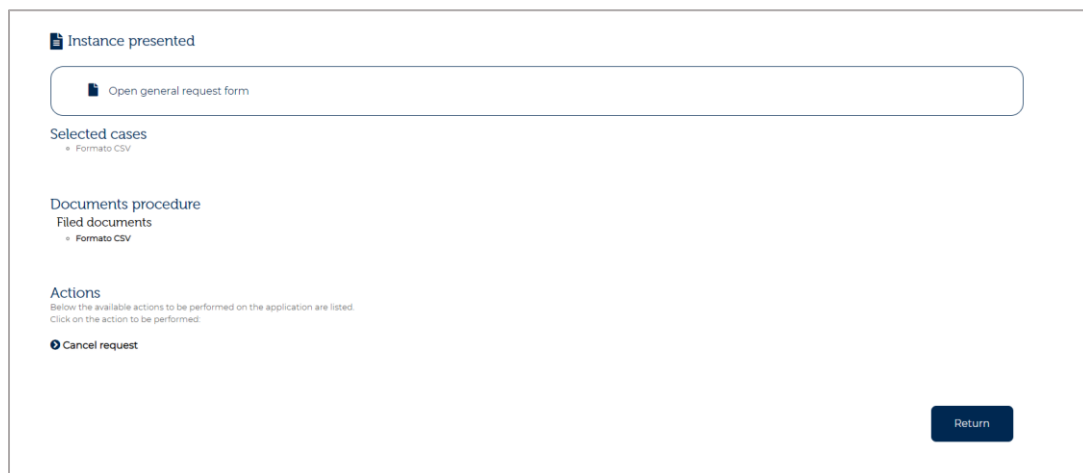 Instance presented
Open general request form
Selected cases
Formato CSV
Documents procedure
Filed documents
Formato CSV
Actions
Below the available actions to be performed on the application are listed.
Click on the action to be performed:
Cancel request
Return